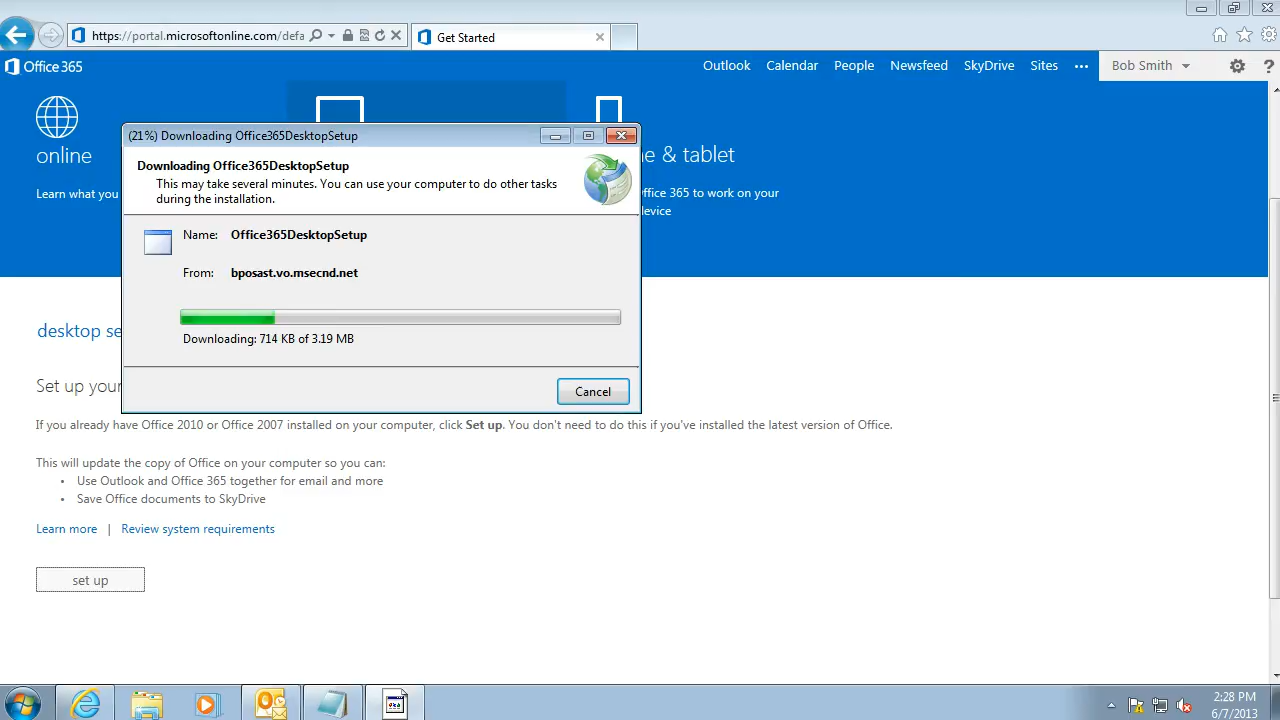 https://portal.microsoftonline.com/defa
Get Started
Office 365
Outlook
Calendar
People
Newsfeed
SkyDrive
Sites
Bob Smith
?
online
Learn what you
e & tablet
ffice 365 to work on your
evice
(21%) Downloading Office365DesktopSetup
Downloading Office365DesktopSetup
This may take several minutes. You can use your computer to do other tasks
during the installation.
Name: Office365DesktopSetup
From: bposast.vo.msecnd.net
Downloading: 714 KB of 3.19 MB
Cancel
desktop se
Set up your
If you already have Office 2010 or Office 2007 installed on your computer, click Set up. You don't need to do this if you've installed the latest version of Office.
This will update the copy of Office on your computer so you can:
• Use Outlook and Office 365 together for email and more
• Save Office documents to SkyDrive
Learn more | Review system requirements
set up
2:28 PM
6/7/2013